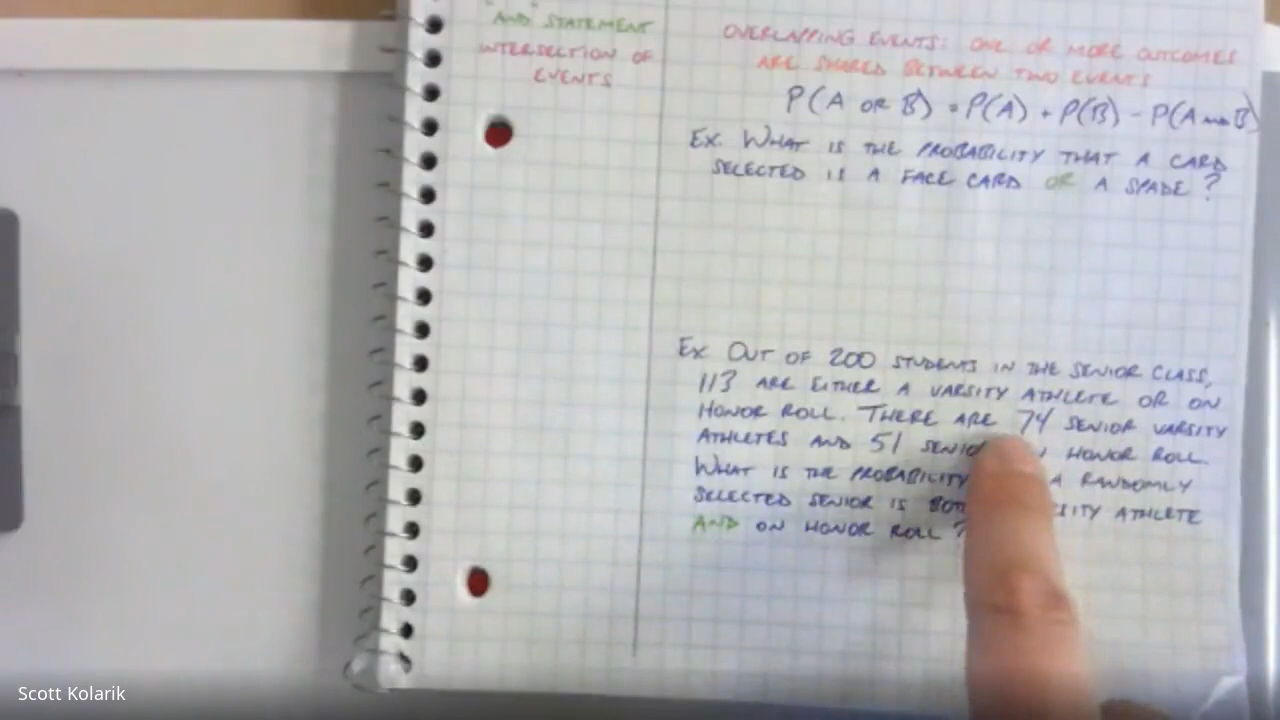 "AND" STATEMENT
INTERSECTION OF
EVENTS
OVERLAPPING EVENTS: ONE OR MORE OUTCOMES
ARE SHARED BETWEEN TWO EVENTS
P(A OR B) = P(A) + P(B) - P(A AND B)
EX. WHAT IS THE PROBABILITY THAT A CARD
SELECTED IS A FACE CARD OR A SPADE?
EX. OUT OF 200 STUDENTS IN THE SENIOR CLASS,
113 ARE EITHER A VARSITY ATHLETE OR ON
HONOR ROLL. THERE ARE 74 SENIOR VARSITY
ATHLETES AND 51 HONOR ROLL.
WHAT IS THE PROBABILITY A RANDOMLY
SELECTED SENIOR IS ATHLETE
AND ON HONOR ROLL?
Scott Kolarik